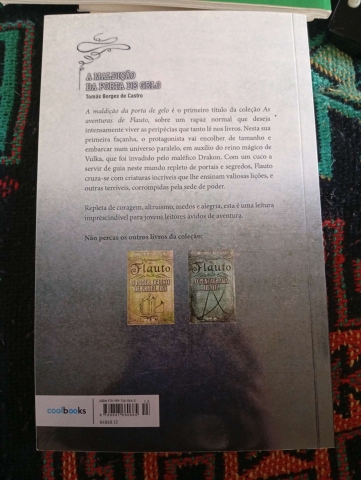 A MALDIÇÃO
DA PORTA DE GELO
Tomás Borges de Castro
A maldição da porta de gelo é o primeiro título da coleção As
aventuras de Flauto, sobre um rapaz normal que deseja
intensamente viver as peripécias que tanto lê nos livros. Nesta sua
primeira façanha, o protagonista vai encolher de tamanho e
embarcar num universo paralelo, em auxílio do reino mágico de
Vulka, que foi invadido pelo maléfico Drakon. Com um cuco a
servir de guia neste mundo repleto de portais e segredos, Flauto
cruza-se com criaturas incríveis que lhe ensinam valiosas lições, e
outras terríveis, corrompidas pela sede de poder.
Repleta de coragem, altruísmo, medos e alegria, esta é uma leitura
imprescindível para jovens leitores ávidos de aventura.
Não percas os outros livros da coleção:
Flauto
Flauto
coolbooks